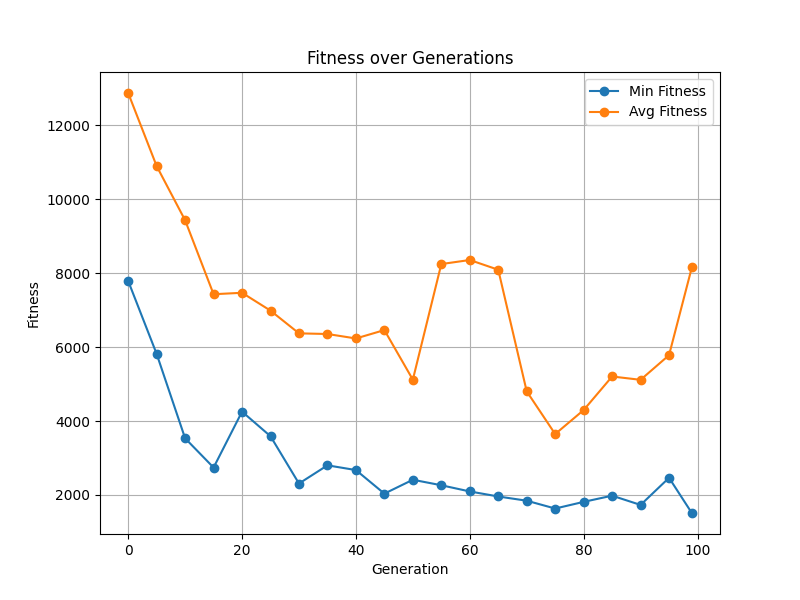 Fitness over Generations
Min Fitness
Avg Fitness
12000
10000
8000
6000
4000
2000
Fitness
0 20 40 60 80 100
Generation